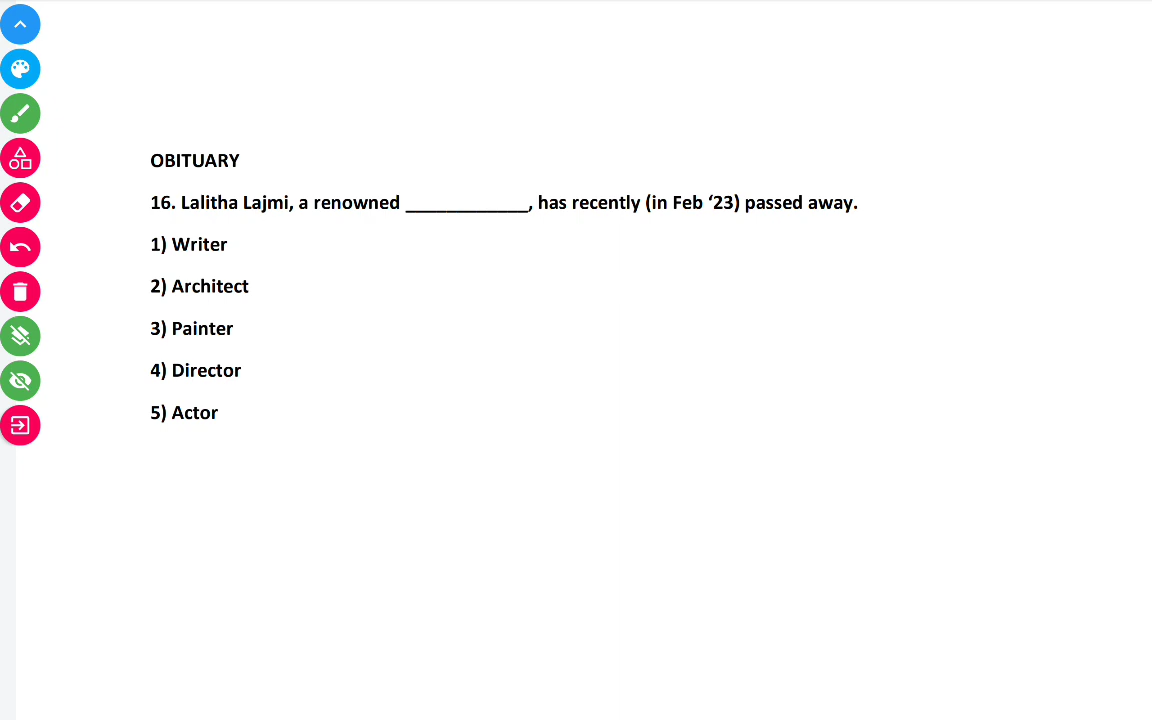 OBITUARY
16. Lalitha Lajmi, a renowned _____________, has recently (in Feb ‘23) passed away.
1) Writer
2) Architect
3) Painter
4) Director
5) Actor